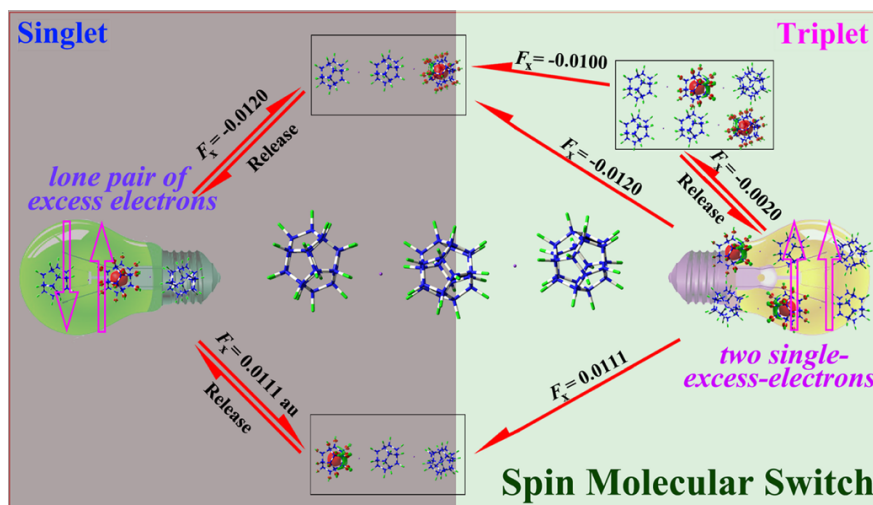 Singlet
Triplet
Fx = -0.0120
Release
Fx = -0.0100
Fx = -0.0120
Fx = -0.0020
Release
lone pair of
excess electrons
two single-
excess-electrons
Fx = 0.0111 au
Release
Fx = 0.0111
Spin Molecular Switch